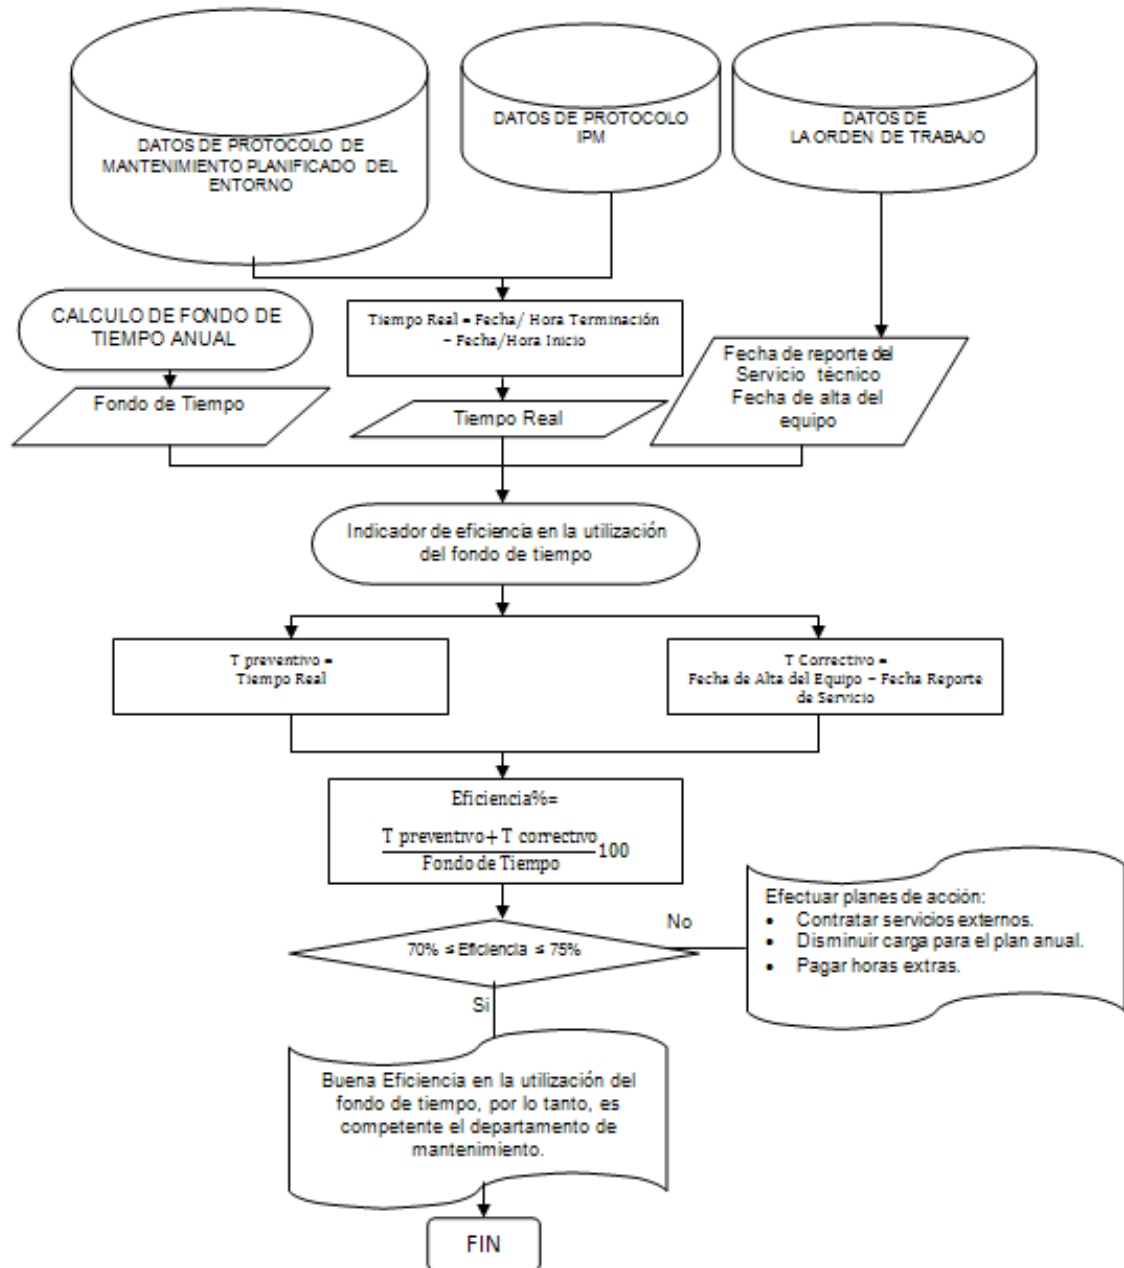 DATOS DE PROTOCOLO DE
MANTENIMIENTO PLANIFICADO DEL
ENTORNO
DATOS DE PROTOCOLO
IPM
DATOS DE
LA ORDEN DE TRABAJO
CALCULO DE FONDO DE
TIEMPO ANUAL
Tiempo Real = Fecha/ Hora Terminación
– Fecha/Hora Inicio
Fecha de reporte del
Servicio técnico
Fecha de alta del
equipo
Fondo de Tiempo
Tiempo Real
Indicador de eficiencia en la utilización
del fondo de tiempo
T preventivo =
Tiempo Real
T Correctivo =
Fecha de Alta del Equipo – Fecha Reporte
de Servicio
Eficiencia%=
T preventivo+ T correctivo
Fondo de Tiempo
100
70% ≤ Eficiencia ≤ 75%
No
Efectuar planes de acción:
• Contratar servicios externos.
• Disminuir carga para el plan anual.
• Pagar horas extras.
Si
Buena Eficiencia en la utilización del
fondo de tiempo, por lo tanto, es
competente el departamento de
mantenimiento.
FIN